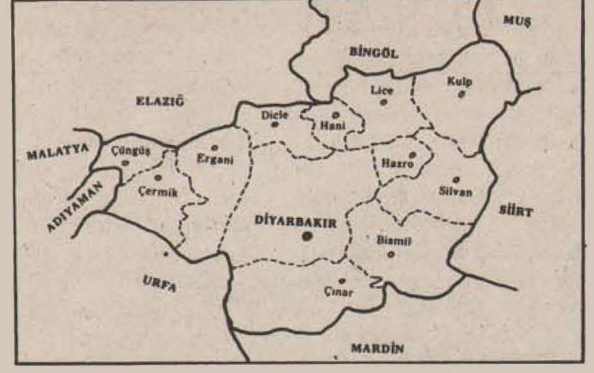 MUŞ
BİNGÖL
Kulp
Lice
ELAZIĞ
Dicle
Hani
MALATYA
Çüngüş
Ergani
Hazro
Çermik
Silvan
ADIYAMAN
SİİRT
DİYARBAKIR
Bismil
URFA
Çınar
MARDİN